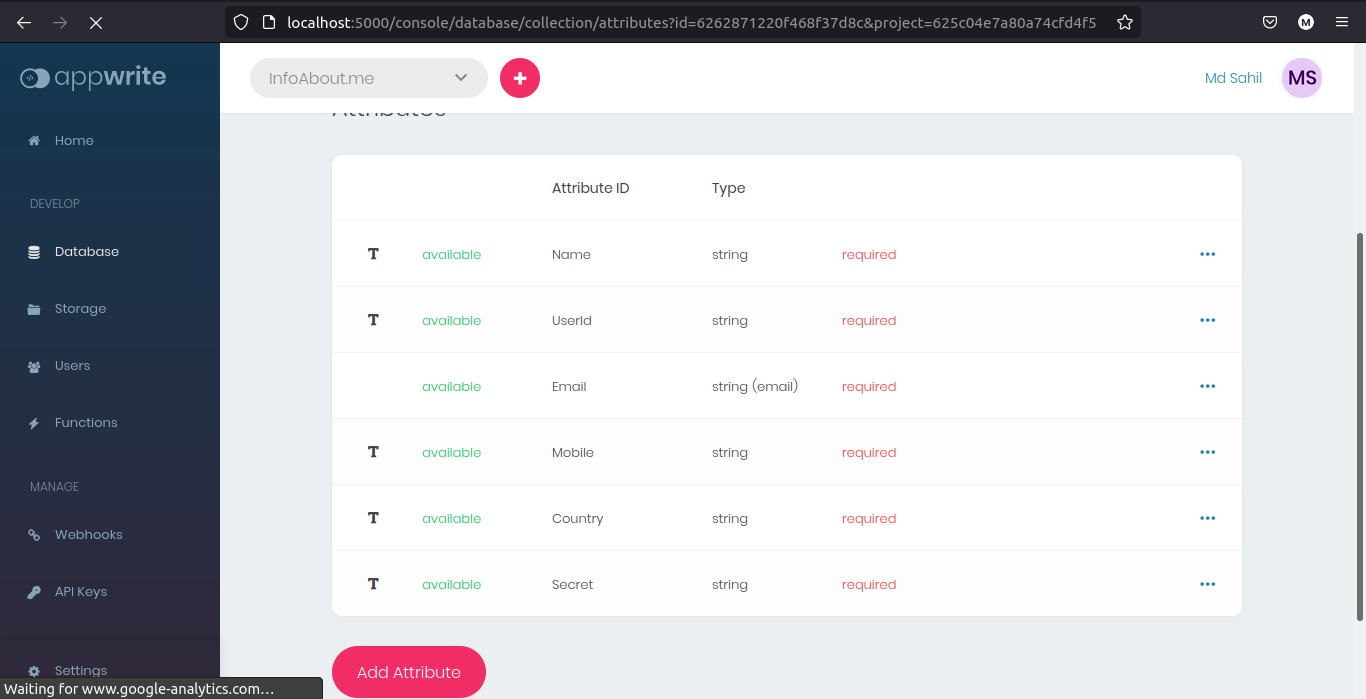 localhost:5000/console/database/collection/attributes?id=6262871220f468f37d8c&project=625c04e7a80a74cfd4f5
M
appwrite
InfoAbout.me
Md Sahil
MS
Attributes
Home
DEVELOP
Database
Storage
Users
Functions
MANAGE
Webhooks
API Keys
Settings
Attribute ID Type
T available Name string required
T available UserId string required
available Email string (email) required
T available Mobile string required
T available Country string required
T available Secret string required
Add Attribute
Waiting for www.google-analytics.com…